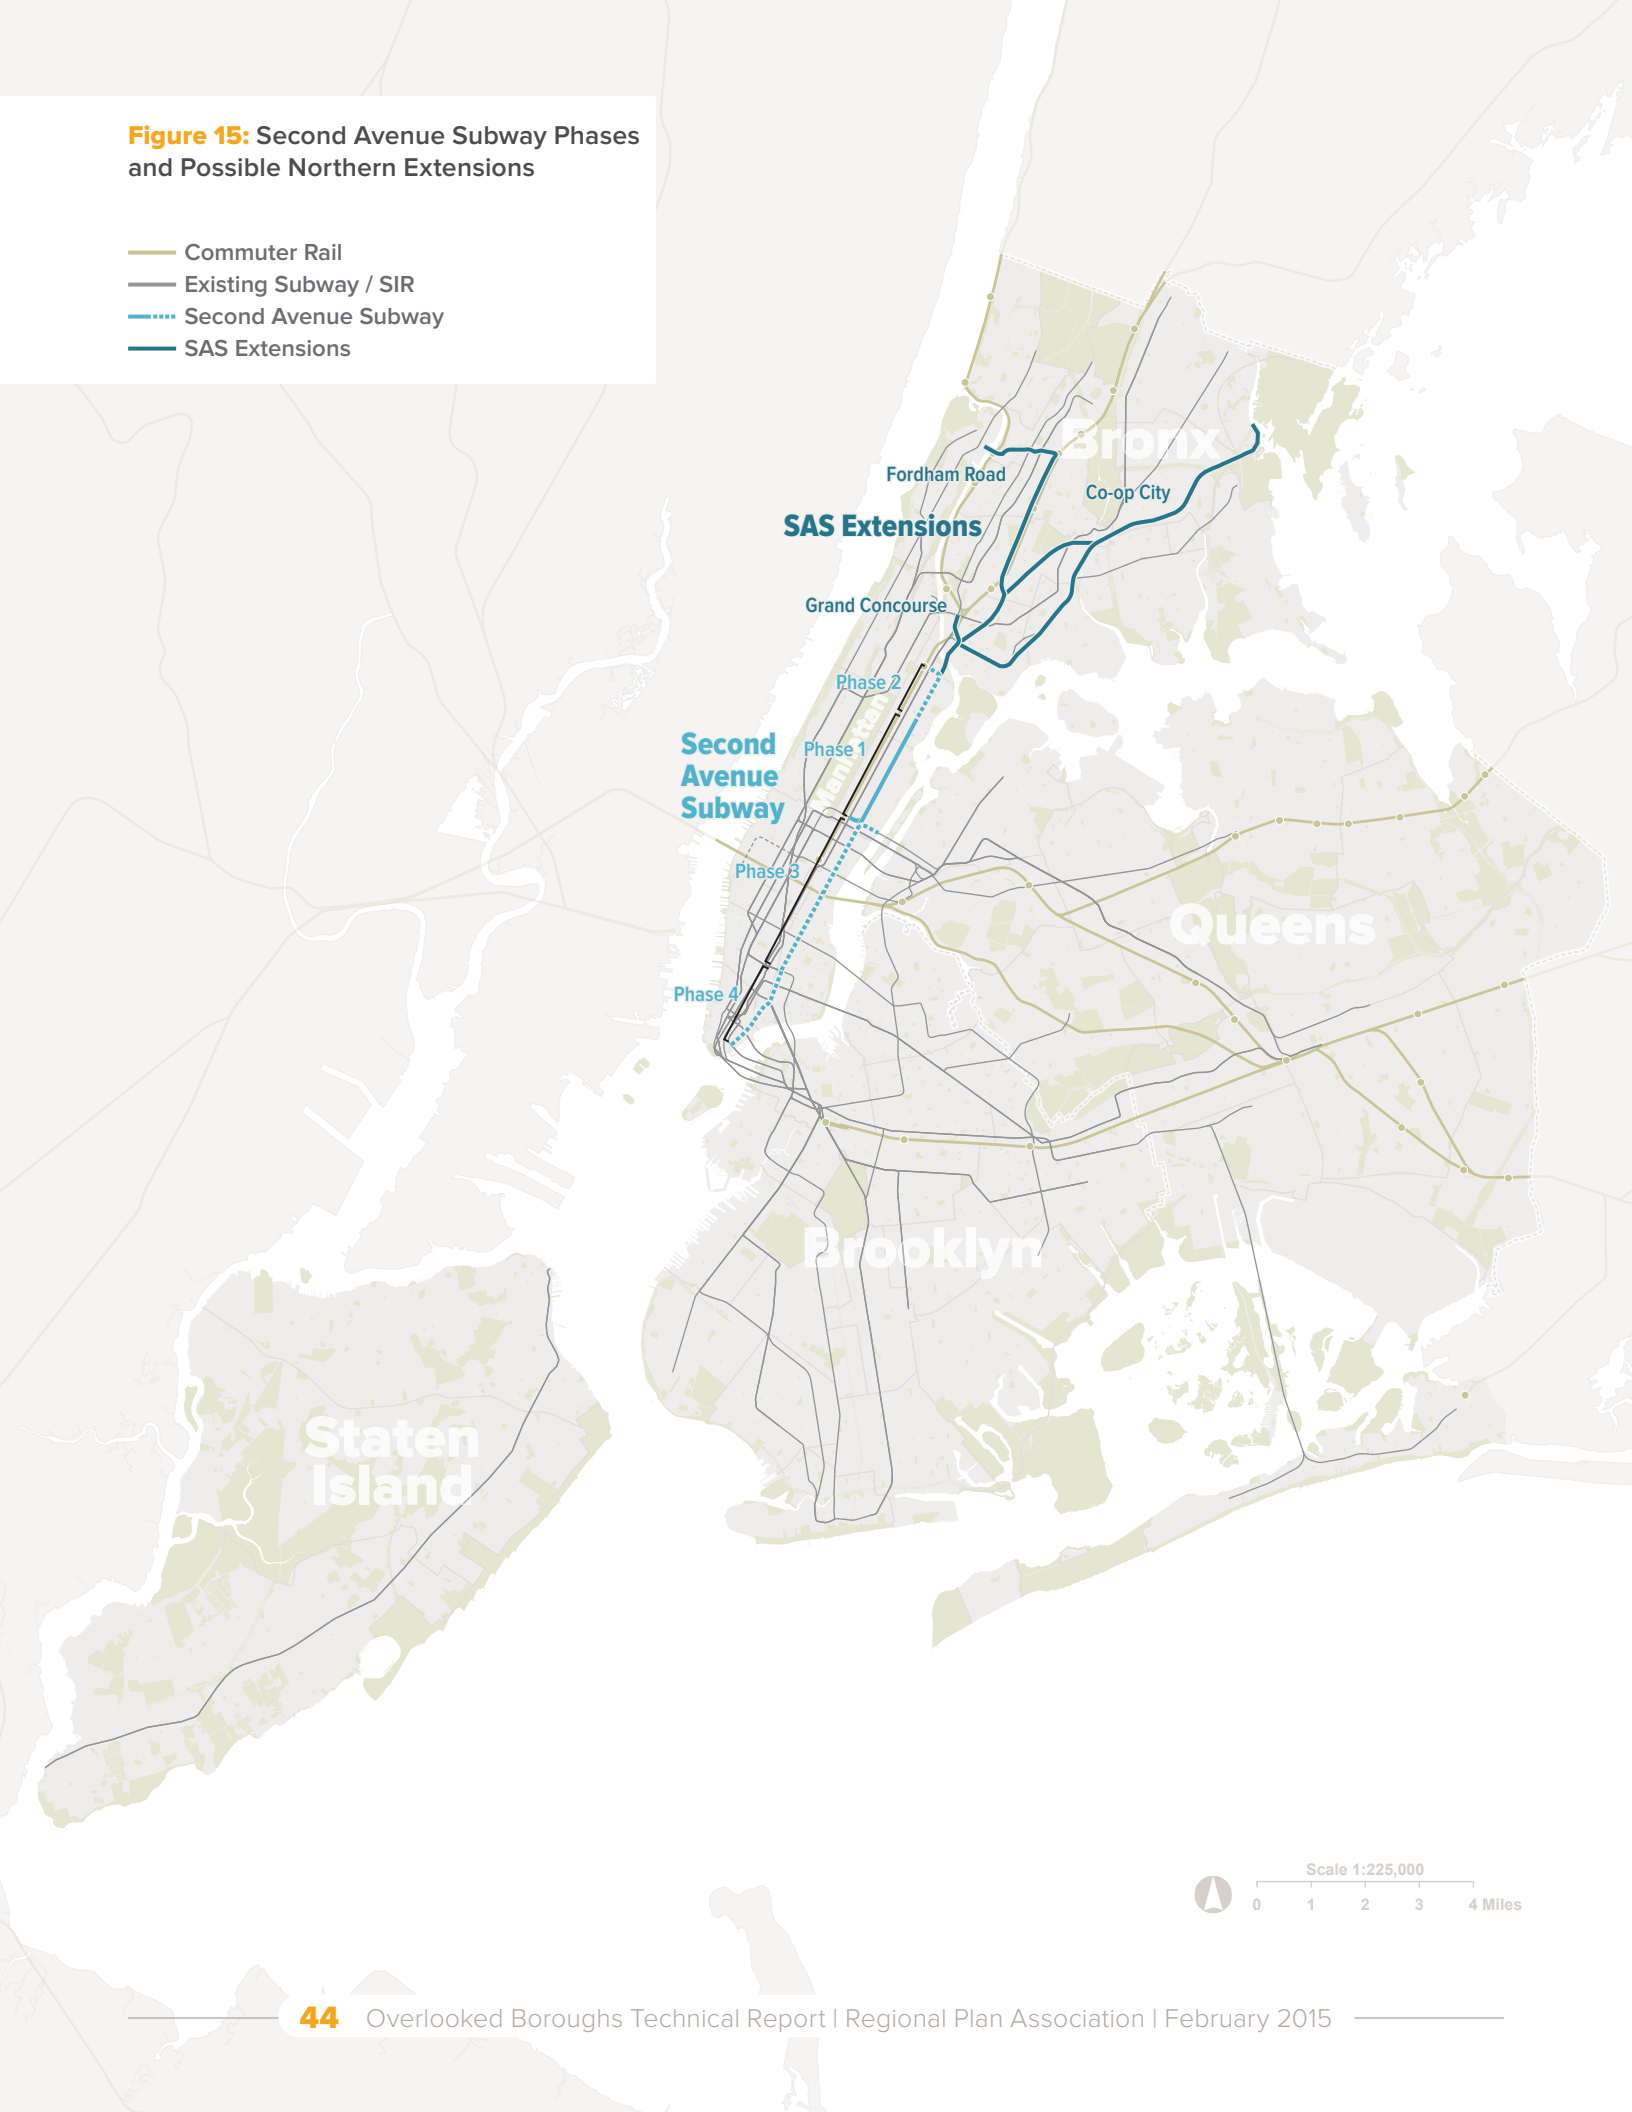 Figure 15: Second Avenue Subway Phases
and Possible Northern Extensions
Commuter Rail
Existing Subway / SIR
Second Avenue Subway
SAS Extensions
Bronx
Fordham Road
Co-op City
SAS Extensions
Grand Concourse
Phase 2
Manhattan
Second
Avenue
Subway
Phase 1
Phase 3
Queens
Phase 4
Brooklyn
Staten
Island
Scale 1:225,000
0 1 2 3 4 Miles
44 Overlooked Boroughs Technical Report | Regional Plan Association | February 2015